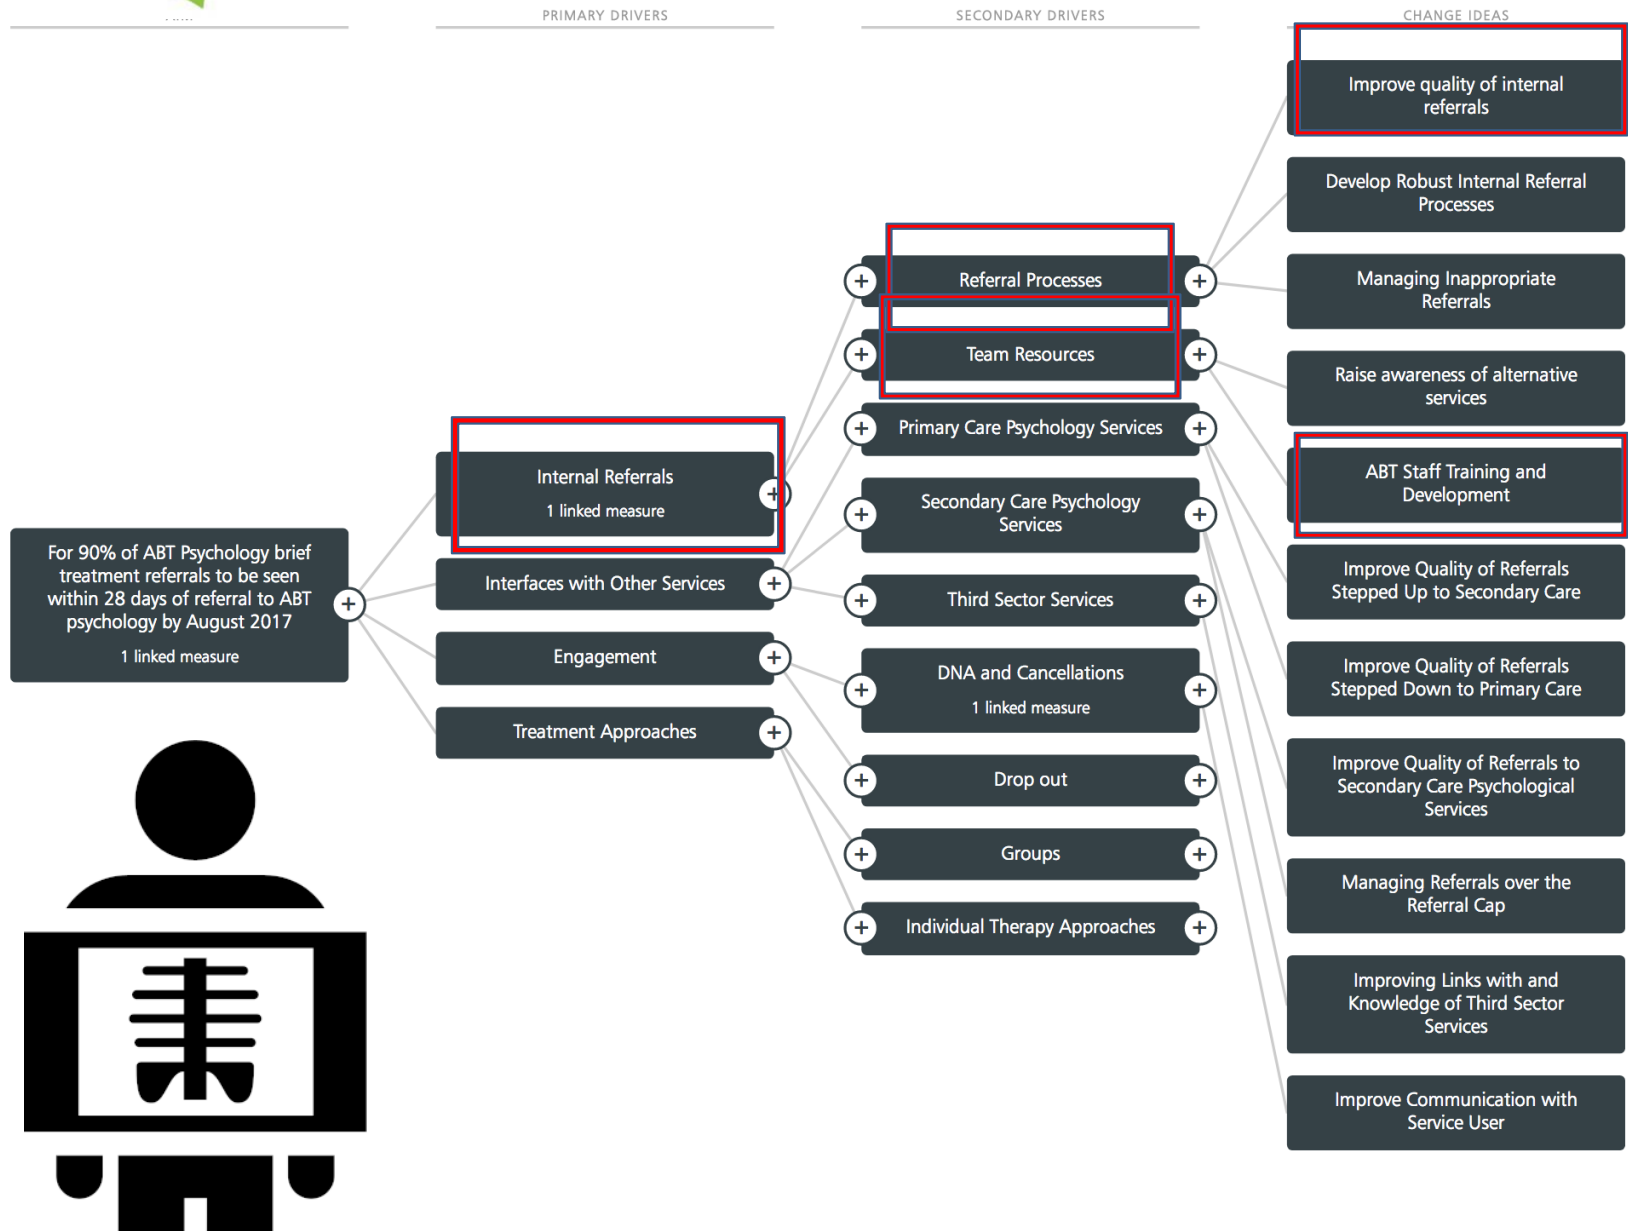 PRIMARY DRIVERS
SECONDARY DRIVERS
CHANGE IDEAS
For 90% of ABT Psychology brief
treatment referrals to be seen
within 28 days of referral to ABT
psychology by August 2017
1 linked measure
Internal Referrals
1 linked measure
Interfaces with Other Services
Engagement
Treatment Approaches
Referral Processes
Team Resources
Primary Care Psychology Services
Secondary Care Psychology
Services
Third Sector Services
DNA and Cancellations
1 linked measure
Drop out
Groups
Individual Therapy Approaches
Improve quality of internal
referrals
Develop Robust Internal Referral
Processes
Managing Inappropriate
Referrals
Raise awareness of alternative
services
ABT Staff Training and
Development
Improve Quality of Referrals
Stepped Up to Secondary Care
Improve Quality of Referrals
Stepped Down to Primary Care
Improve Quality of Referrals to
Secondary Care Psychological
Services
Managing Referrals over the
Referral Cap
Improving Links with and
Knowledge of Third Sector
Services
Improve Communication with
Service User